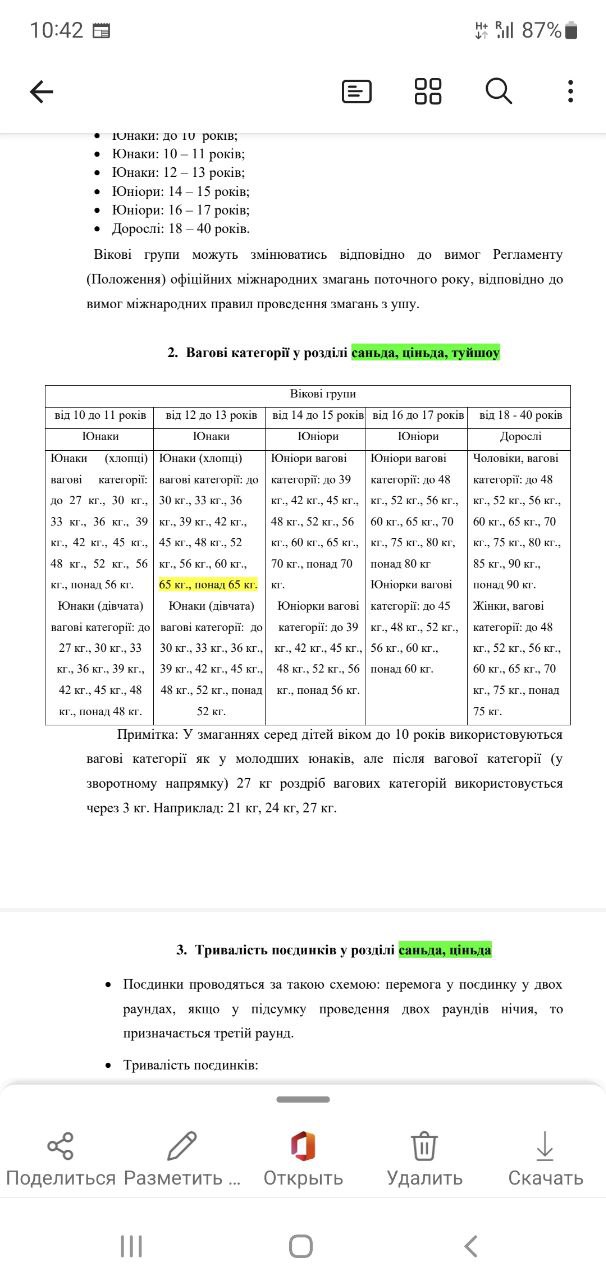 10:42
H+ R 87%
Юнаки: до 10 років;
Юнаки: 10 – 11 років;
Юнаки: 12 – 13 років;
Юніори: 14 – 15 років;
Юніори: 16 – 17 років;
Дорослі: 18 – 40 років.
Вікові групи можуть змінюватись відповідно до вимог Регламенту
(Положення) офіційних міжнародних змагань поточного року, відповідно до
вимог міжнародних правил проведення змагань з ушу.
2. Вагові категорії у розділі саньда, ціньда, туйшоу
Вікові групи
від 10 до 11 років
від 12 до 13 років
від 14 до 15 років
від 16 до 17 років
від 18 - 40 років
Юнаки
Юнаки
Юніори
Юніори
Дорослі
Юнаки (хлопці)
вагові категорії:
до 27 кг., 30 кг.,
33 кг., 36 кг., 39
кг., 42 кг., 45 кг.,
48 кг., 52 кг., 56
кг., понад 56 кг.
Юнаки (дівчата)
вагові категорії: до
27 кг., 30 кг., 33
кг., 36 кг., 39 кг.,
42 кг., 45 кг., 48
кг., понад 48 кг.
Юнаки (хлопці)
вагові категорії: до
30 кг., 33 кг., 36
кг., 39 кг., 42 кг.,
45 кг., 48 кг., 52
кг., 56 кг., 60 кг.,
65 кг., понад 65 кг.
Юнаки (дівчата)
вагові категорії: до
30 кг., 33 кг., 36 кг.,
39 кг., 42 кг., 45 кг.,
48 кг., 52 кг., понад
52 кг.
Юніори вагові
категорії: до 39
кг., 42 кг., 45 кг.,
48 кг., 52 кг., 56
кг., 60 кг., 65 кг.,
70 кг., понад 70
кг.
Юніорки вагові
категорії: до 39
кг., 42 кг., 45 кг.,
48 кг., 52 кг., 56
кг., понад 56 кг.
Юніори вагові
категорії: до 48
кг., 52 кг., 56 кг.,
60 кг., 65 кг., 70
кг., 75 кг., 80 кг,
понад 80 кг
Юніорки вагові
категорії: до 45
кг., 48 кг., 52 кг.,
56 кг., 60 кг.,
понад 60 кг.
Чоловіки, вагові
категорії: до 48
кг., 52 кг., 56 кг.,
60 кг., 65 кг., 70
кг., 75 кг., 80 кг.,
85 кг., 90 кг.,
понад 90 кг.
Жінки, вагові
категорії: до 48
кг., 52 кг., 56 кг.,
60 кг., 65 кг., 70
кг., 75 кг., понад
75 кг.
Примітка: У змаганнях серед дітей віком до 10 років використовуються
вагові категорії як у молодших юнаків, але після вагової категорії (у
зворотному напрямку) 27 кг роздріб вагових категорій використовується
через 3 кг. Наприклад: 21 кг, 24 кг, 27 кг.
3. Тривалість поєдинків у розділі саньда, ціньда
Поєдинки проводяться за такою схемою: перемога у поєдинку у двох
раундах, якщо у підсумку проведення двох раундів нічия, то
призначається третій раунд.
Тривалість поєдинків:
Поделиться
Разметить ...
Открыть
Удалить
Скачать